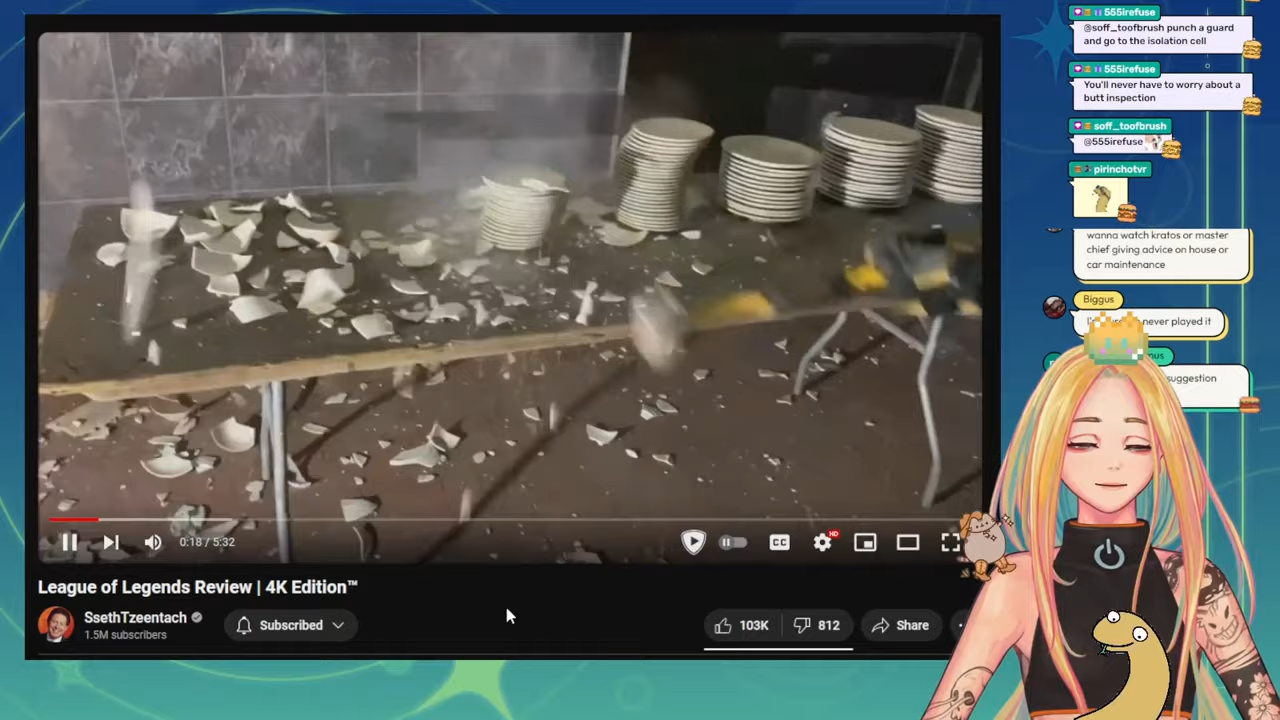 0:18 / 5:32
CC
HD
League of Legends Review | 4K Edition™
SsethTzeentach
1.5M subscribers
Subscribed
103K
812
Share
555irefuse
@soff_toofbrush punch a guard
and go to the isolation cell
555irefuse
You'll never have to worry about a
butt inspection
soff_toofbrush
@555irefuse
pirinchotvr
wanna watch kratos or master
chief giving advice on house or
car maintenance
Biggus
never played it
suggestion